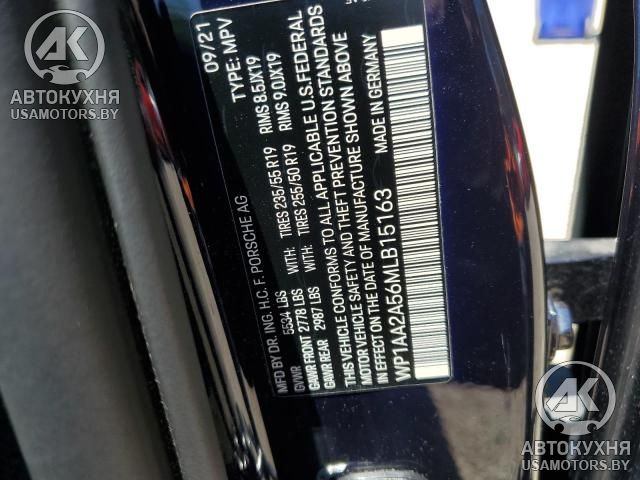 MFD BY DR. ING. H.C. F. PORSCHE AG 09/21
GVWR 5534 LBS WITH: TIRES 235/55 R19 RIMS 8.5JX19 TYPE: MPV
GAWR FRONT 2778 LBS WITH: TIRES 255/50 R19 RIMS 9.0JX19
GAWR REAR 2987 LBS
THIS VEHICLE CONFORMS TO ALL APPLICABLE U.S. FEDERAL
MOTOR VEHICLE SAFETY AND THEFT PREVENTION STANDARDS
IN EFFECT ON THE DATE OF MANUFACTURE SHOWN ABOVE
WP1AA2A56MLB15163 MADE IN GERMANY
АК
АВТОКУХНЯ
USAMOTORS.BY
АК
АВТОКУХНЯ
USAMOTORS.BY